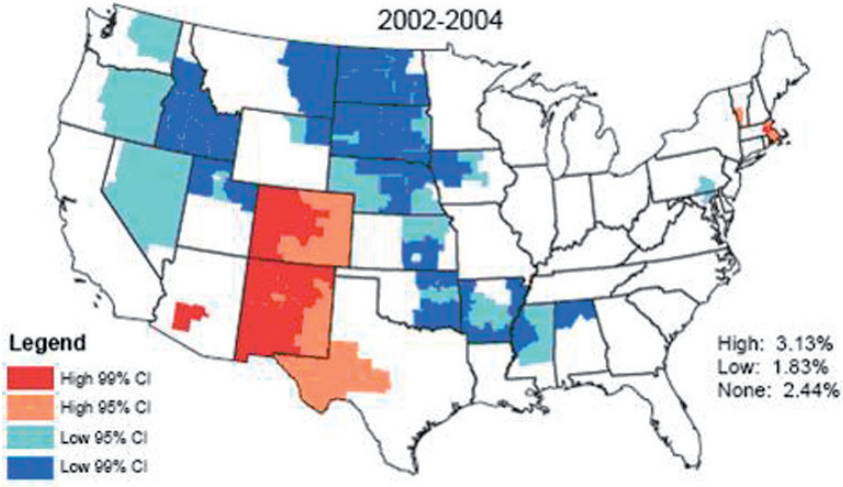 2002-2004
Legend
High 99% CI
High 95% CI
Low 95% CI
Low 99% CI
High: 3.13%
Low: 1.83%
None: 2.44%